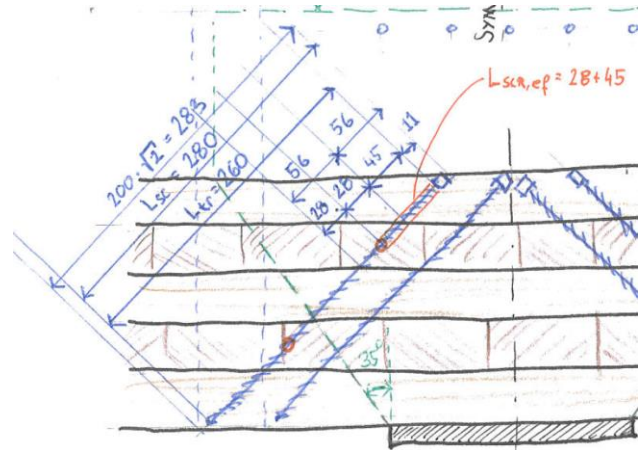 SYM
Lscr,ef = 28+45
200·√2 = 283
Lsc = 280
Ltr = 260
56
56
28
28
45
11
35°